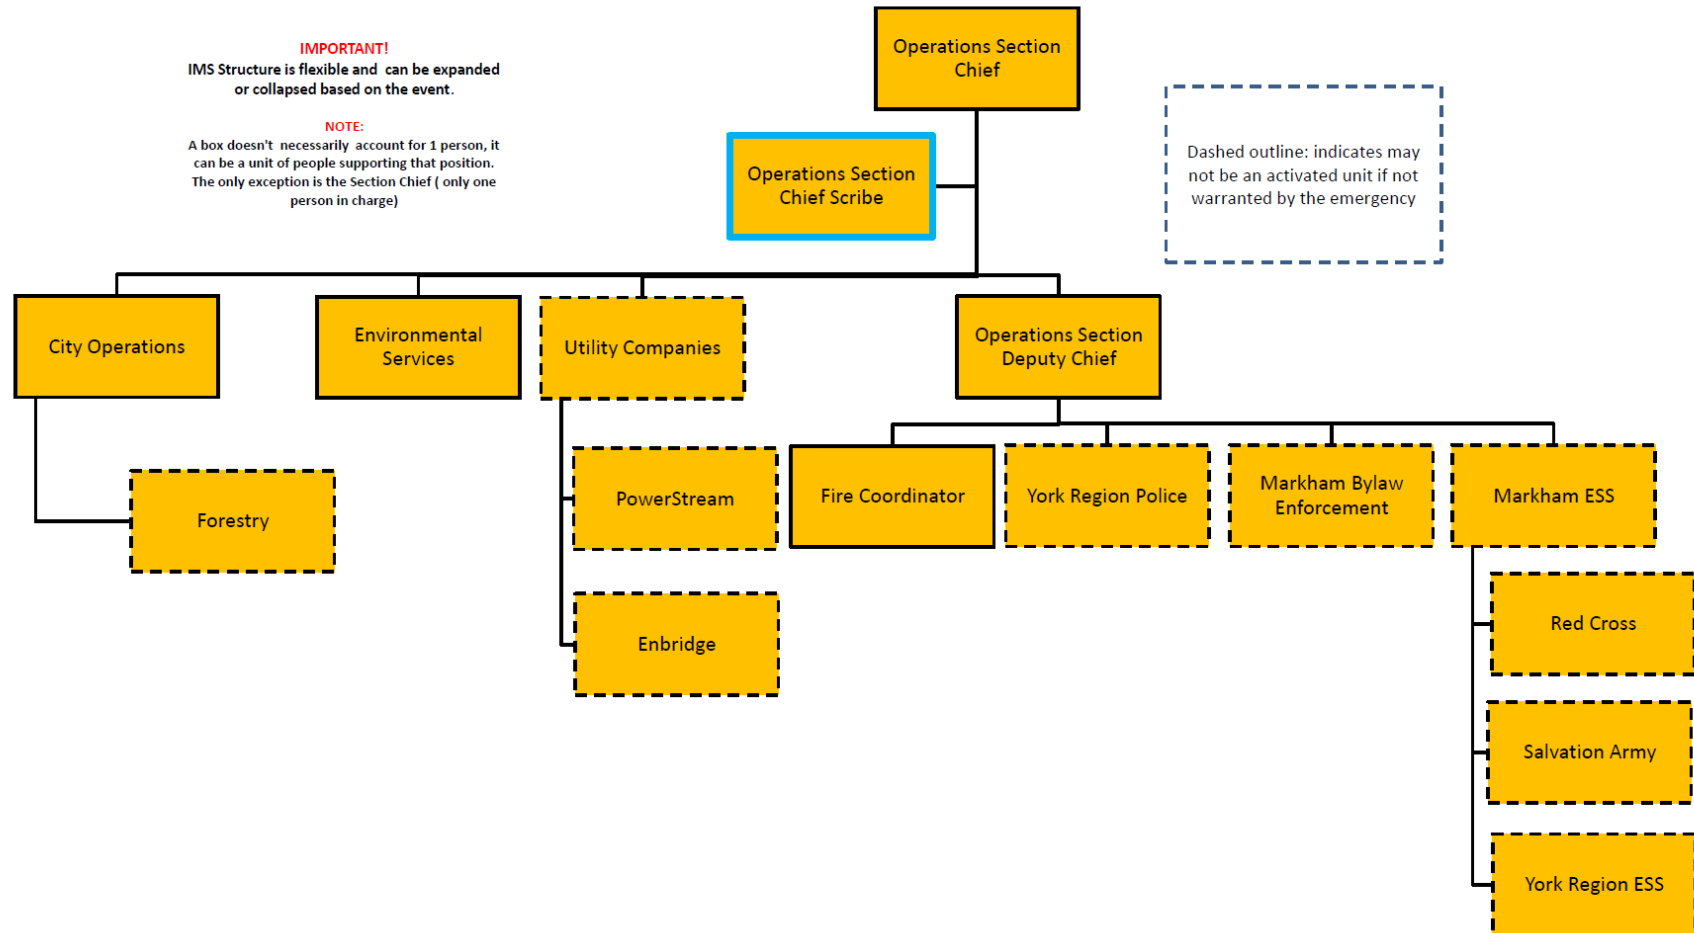 IMPORTANT!
IMS Structure is flexible and can be expanded
or collapsed based on the event.
NOTE:
A box doesn't necessarily account for 1 person, it
can be a unit of people supporting that position.
The only exception is the Section Chief ( only one
person in charge)
Operations Section
Chief
Operations Section
Chief Scribe
Dashed outline: indicates may
not be an activated unit if not
warranted by the emergency
City Operations
Environmental
Services
Utility Companies
Operations Section
Deputy Chief
Forestry
PowerStream
Enbridge
Fire Coordinator
York Region Police
Markham Bylaw
Enforcement
Markham ESS
Red Cross
Salvation Army
York Region ESS